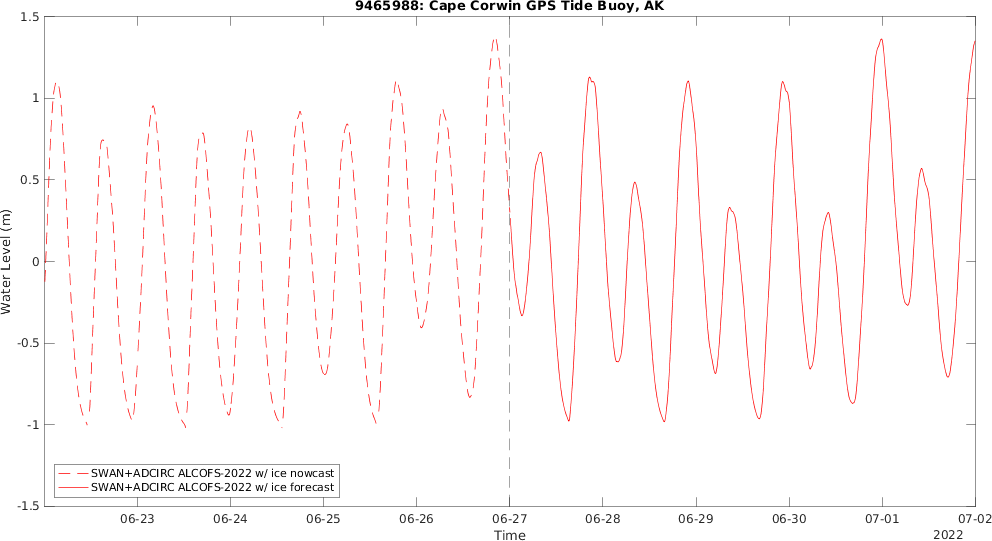 9465988: Cape Corwin GPS Tide Buoy, AK
1.5
1
0.5
0
-0.5
-1
-1.5
Water Level (m)
SWAN+ADCIRC ALCOFS-2022 w/ ice nowcast
SWAN+ADCIRC ALCOFS-2022 w/ ice forecast
06-23 06-24 06-25 06-26 06-27 06-28 06-29 06-30 07-01 07-02
Time
2022